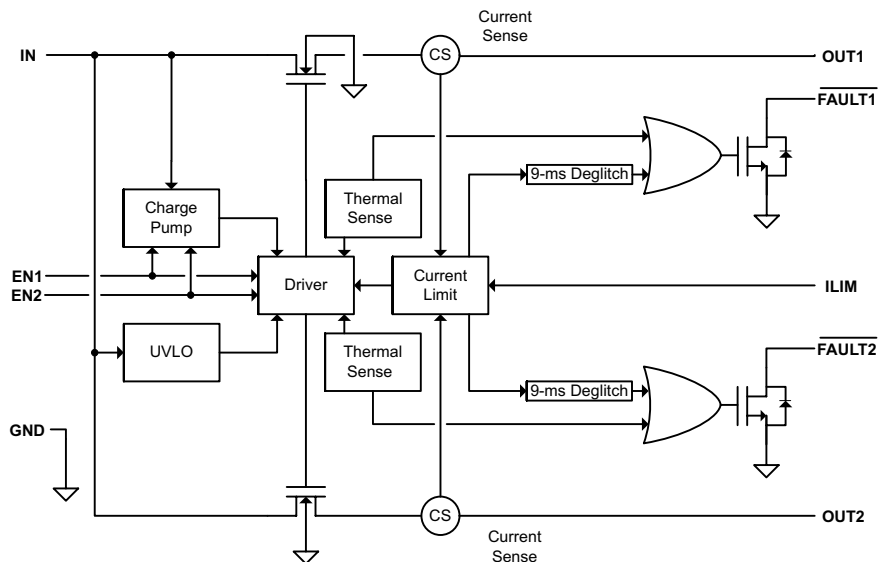 Current
Sense
IN
CS
OUT1
FAULT1
9-ms Deglitch
Thermal
Sense
Charge
Pump
EN1
EN2
Driver
Current
Limit
ILIM
UVLO
Thermal
Sense
FAULT2
9-ms Deglitch
GND
CS
OUT2
Current
Sense